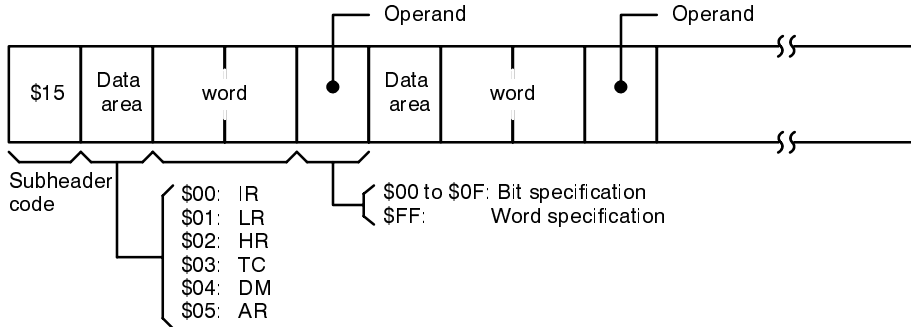 Operand Operand
$15 Data area word Data area word
Subheader code
$00: IR
$01: LR
$02: HR
$03: TC
$04: DM
$05: AR
$00 to $0F: Bit specification
$FF: Word specification